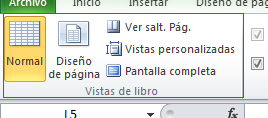 Archivo Inicio Insertar Diseño de pág
Normal Diseño de página
Ver salt. Pág.
Vistas personalizadas
Pantalla completa
Vistas de libro
L5 fx